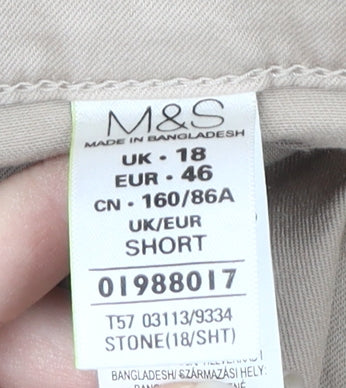 M&S
MADE IN BANGLADESH
UK · 18
EUR · 46
CN · 160/86A
UK/EUR
SHORT
01988017
T57 03113/9334
STONE(18/SHT)
BANGLADESH/ SZÁRMAZÁSI HELY: